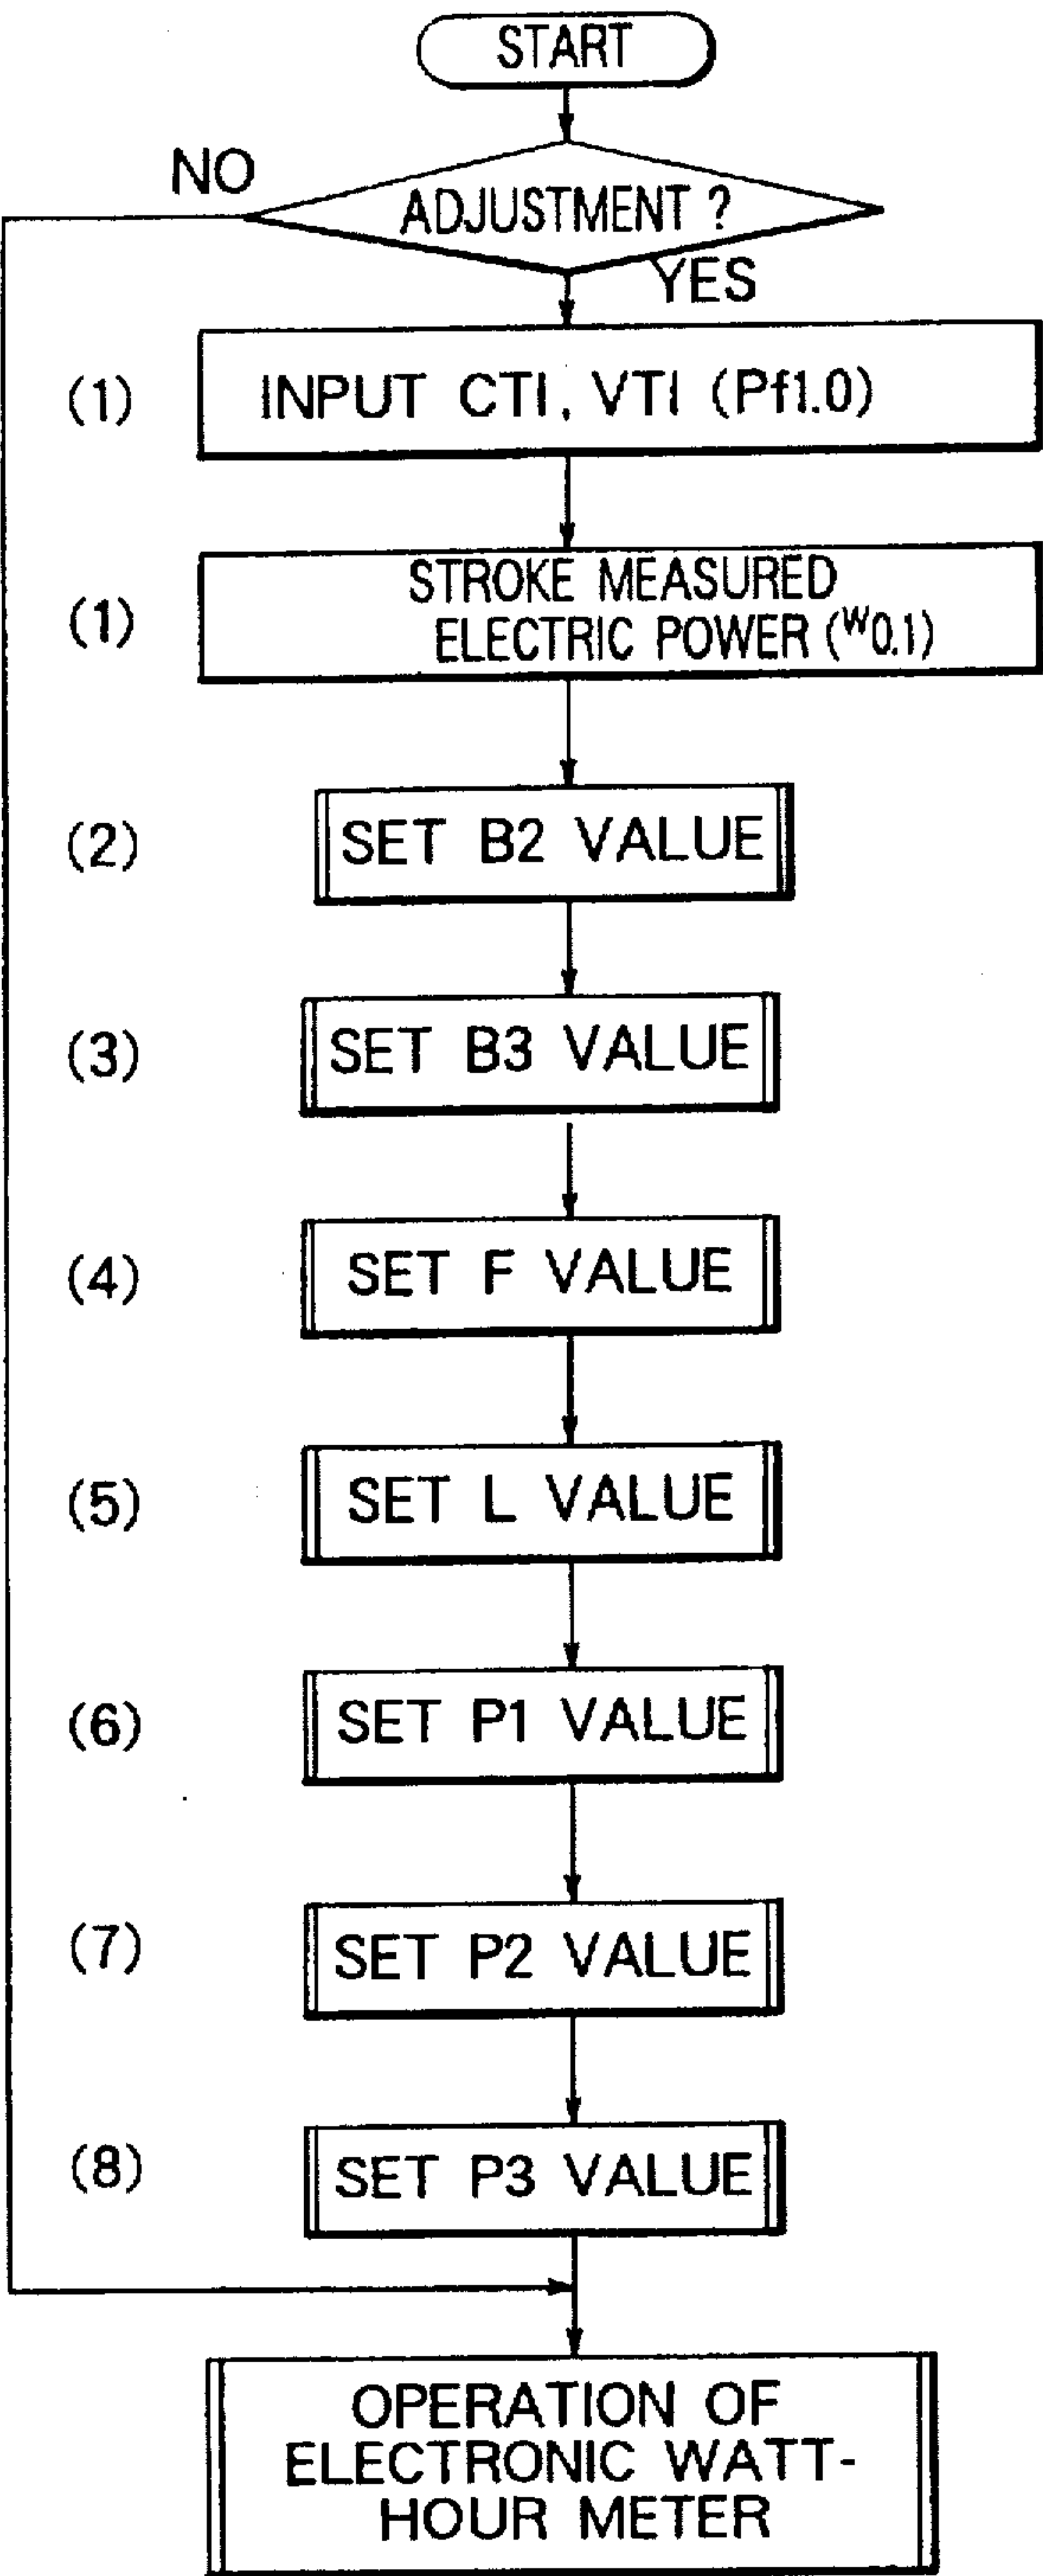 START
NO
ADJUSTMENT ?
YES
(1)
INPUT CTI, VTI (Pf1.0)
(1)
STROKE MEASURED
ELECTRIC POWER (W0.1)
(2)
SET B2 VALUE
(3)
SET B3 VALUE
(4)
SET F VALUE
(5)
SET L VALUE
(6)
SET P1 VALUE
(7)
SET P2 VALUE
(8)
SET P3 VALUE
OPERATION OF
ELECTRONIC WATT-
HOUR METER